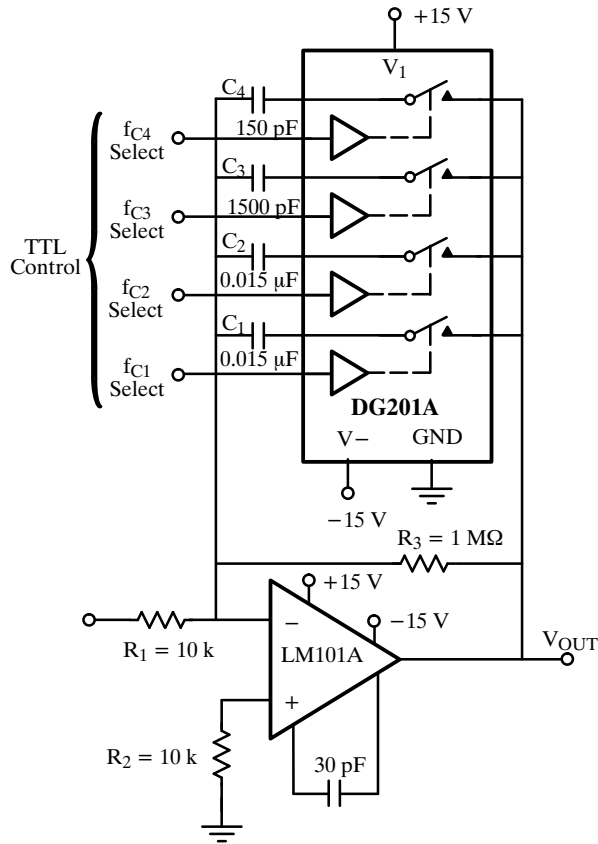 +15 V
V1
C4
fC4
Select
150 pF
C3
fC3
Select
1500 pF
TTL
Control
C2
fC2
Select
0.015 µF
C1
fC1
Select
0.015 µF
DG201A
V−
GND
−15 V
R3 = 1 MΩ
+15 V
−15 V
−
LM101A
VOUT
R1 = 10 k
+
R2 = 10 k
30 pF